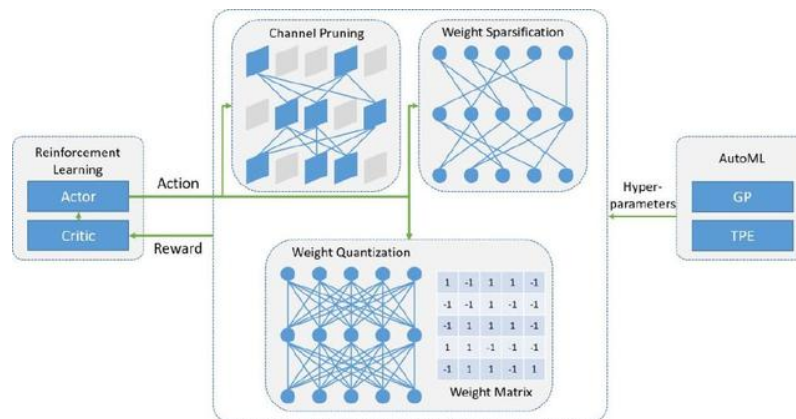 Channel Pruning
Weight Sparsification
Reinforcement
Learning
Actor
Critic
Action
Reward
Weight Quantization
1 -1 1 1 -1
-1 -1 1 -1 -1
-1 1 1 1 -1
1 1 -1 -1 -1
-1 1 1 -1 1
Weight Matrix
Hyper-
parameters
AutoML
GP
TPE